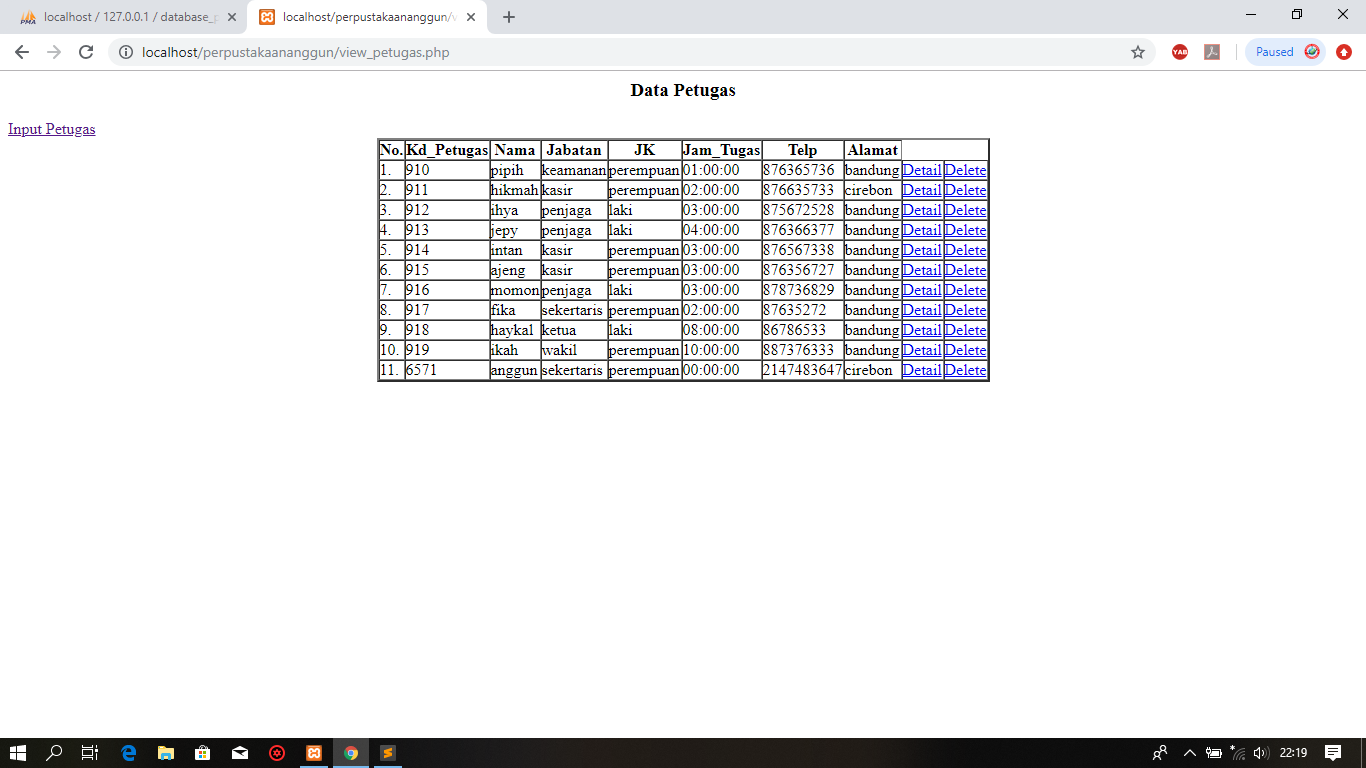 localhost / 127.0.0.1 / database_p
localhost/perpustakaananggun/v
localhost/perpustakaananggun/view_petugas.php
YAB
Paused
Data Petugas
Input Petugas
No. Kd_Petugas Nama Jabatan JK Jam_Tugas Telp Alamat
1. 910 pipih keamanan perempuan 01:00:00 876365736 bandung Detail Delete
2. 911 hikmah kasir perempuan 02:00:00 876635733 cirebon Detail Delete
3. 912 ihya penjaga laki 03:00:00 875672528 bandung Detail Delete
4. 913 jepy penjaga laki 04:00:00 876366377 bandung Detail Delete
5. 914 intan kasir perempuan 03:00:00 876567338 bandung Detail Delete
6. 915 ajeng kasir perempuan 03:00:00 876356727 bandung Detail Delete
7. 916 momon penjaga laki 03:00:00 878736829 bandung Detail Delete
8. 917 fika sekertaris perempuan 02:00:00 87635272 bandung Detail Delete
9. 918 haykal ketua laki 08:00:00 86786533 bandung Detail Delete
10. 919 ikah wakil perempuan 10:00:00 887376333 bandung Detail Delete
11. 6571 anggun sekertaris perempuan 00:00:00 2147483647 cirebon Detail Delete
22:19